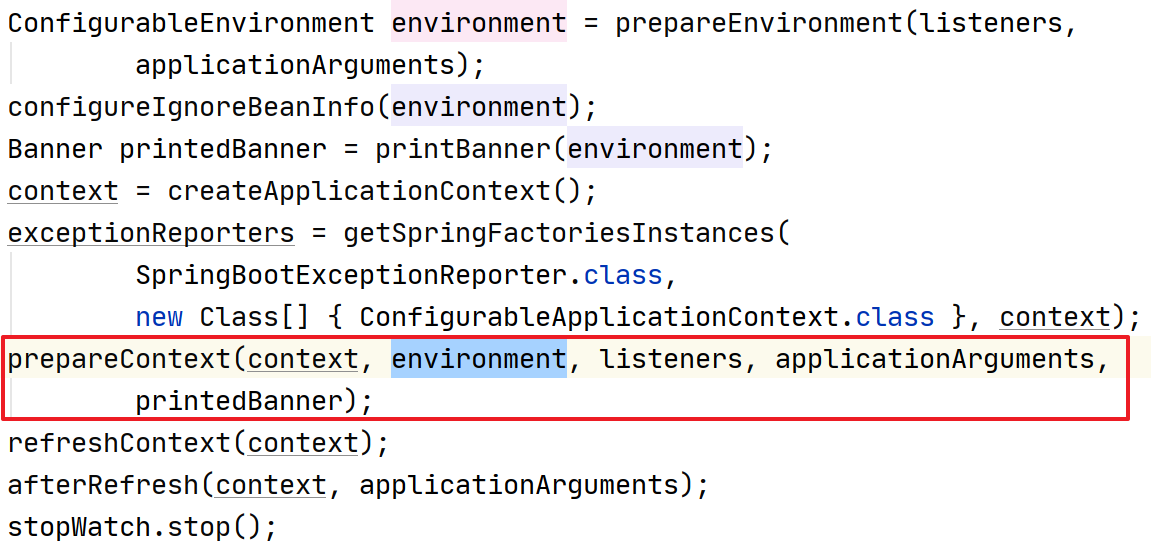 ConfigurableEnvironment environment = prepareEnvironment(listeners,
        applicationArguments);
configureIgnoreBeanInfo(environment);
Banner printedBanner = printBanner(environment);
context = createApplicationContext();
exceptionReporters = getSpringFactoriesInstances(
        SpringBootExceptionReporter.class,
        new Class[] { ConfigurableApplicationContext.class }, context);
prepareContext(context, environment, listeners, applicationArguments,
        printedBanner);
refreshContext(context);
afterRefresh(context, applicationArguments);
stopWatch.stop();